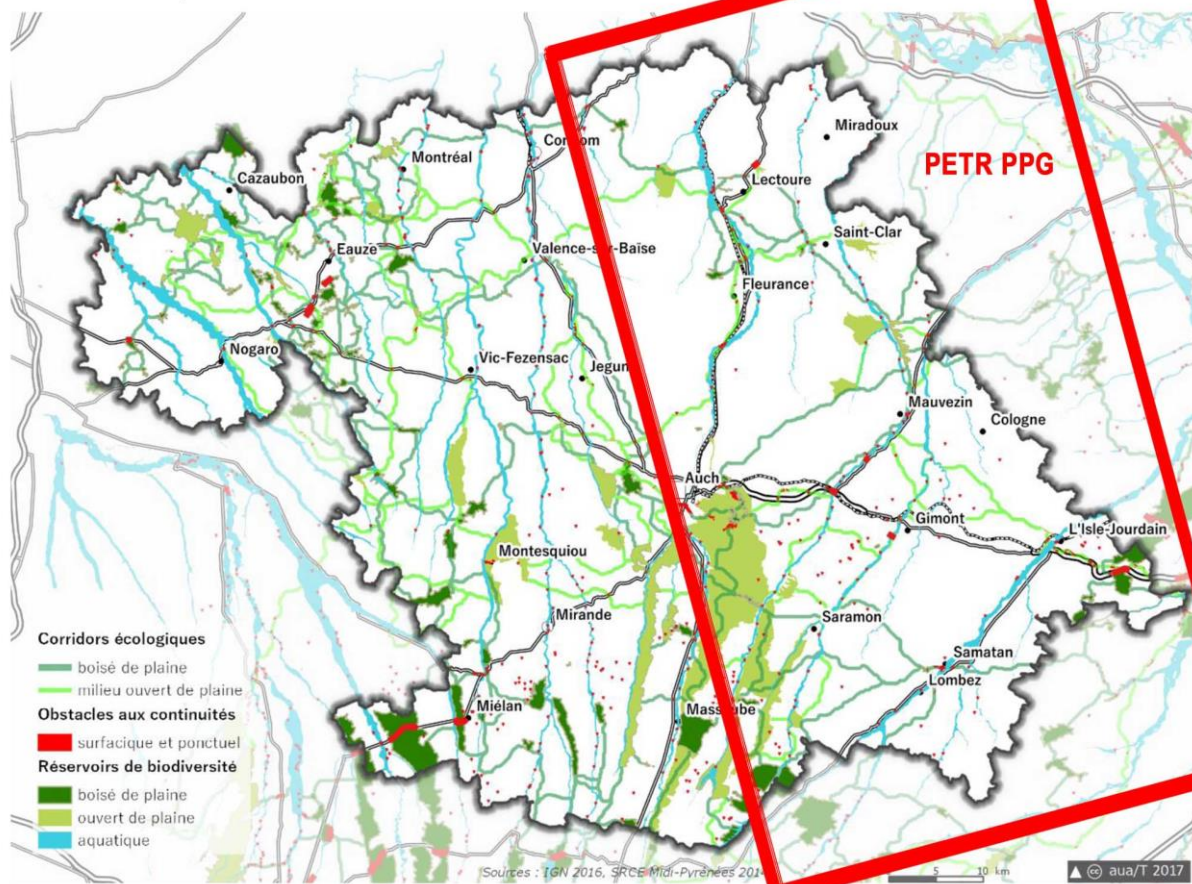 PETR PPG
Miradoux
Condom
Montréal
Lectoure
Cazaubon
Saint-Clar
Eauze
Valence-sur-Baïse
Fleurance
Nogaro
Vic-Fezensac
Jegun
Mauvezin
Cologne
Auch
Gimont
L'Isle-Jourdain
Montesquiou
Mirande
Saramon
Samatan
Lombez
Miélan
Masseube
Corridors écologiques
boisé de plaine
milieu ouvert de plaine
Obstacles aux continuités
surfacique et ponctuel
Réservoirs de biodiversité
boisé de plaine
ouvert de plaine
aquatique
Sources : IGN 2016, SRCE Midi-Pyrénées
5 10 km
cc aua/T 2017